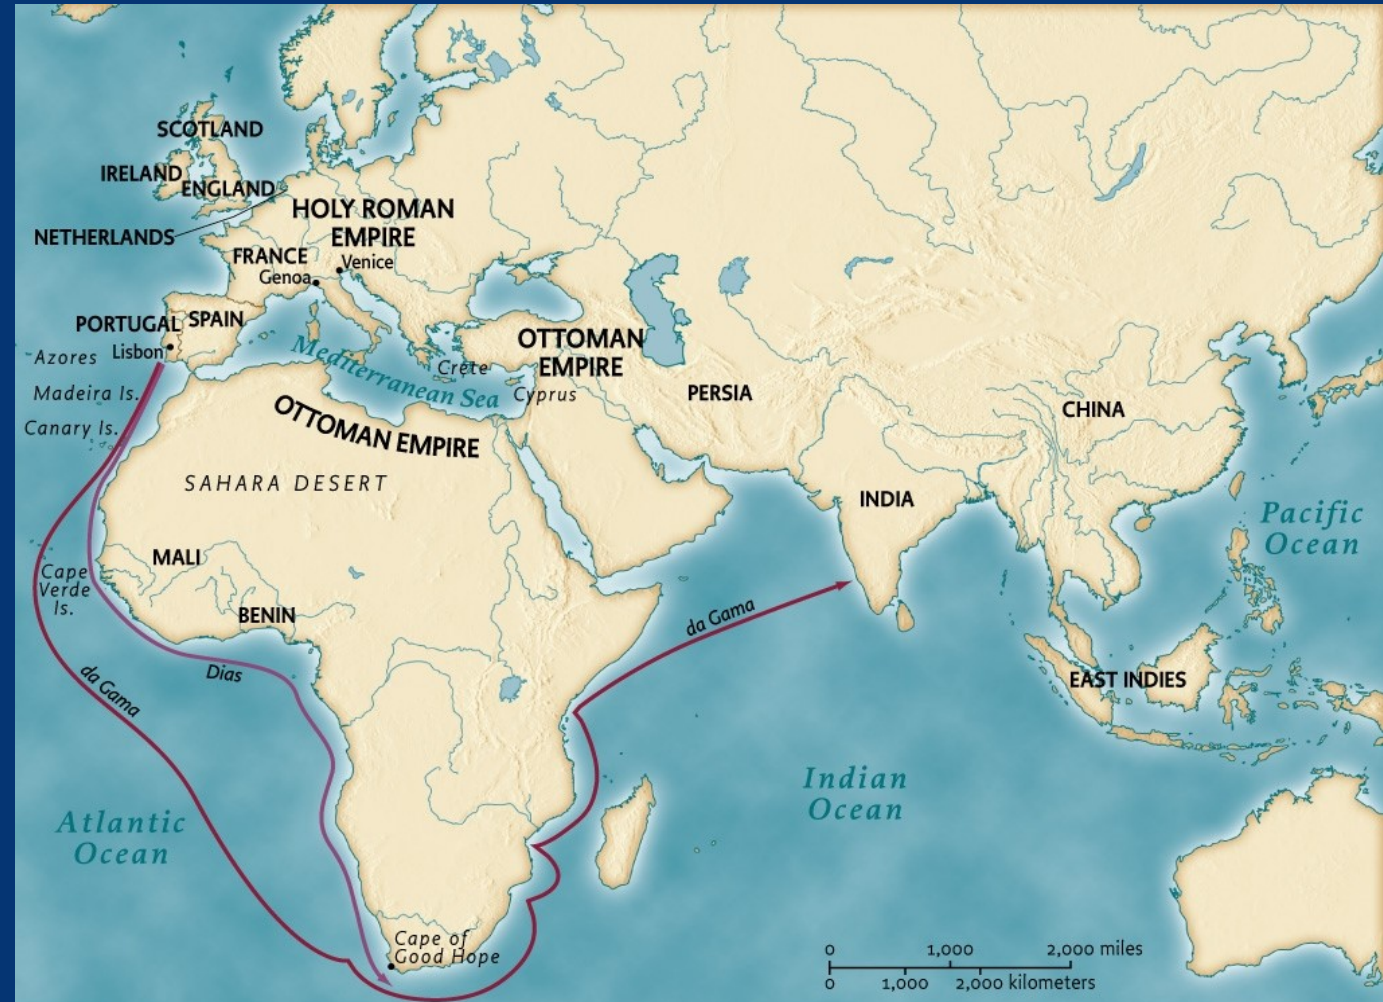 SCOTLAND
IRELAND
ENGLAND
NETHERLANDS
HOLY ROMAN
EMPIRE
FRANCE
Venice
Genoa
PORTUGAL
SPAIN
Lisbon
Azores
Madeira Is.
Canary Is.
Mediterranean Sea
Crete
Cyprus
OTTOMAN
EMPIRE
OTTOMAN EMPIRE
PERSIA
CHINA
SAHARA DESERT
INDIA
Pacific
Ocean
MALI
Cape
Verde
Is.
BENIN
da Gama
Dias
da Gama
EAST INDIES
Indian
Ocean
Atlantic
Ocean
Cape of
Good Hope
0 1,000 2,000 miles
0 1,000 2,000 kilometers